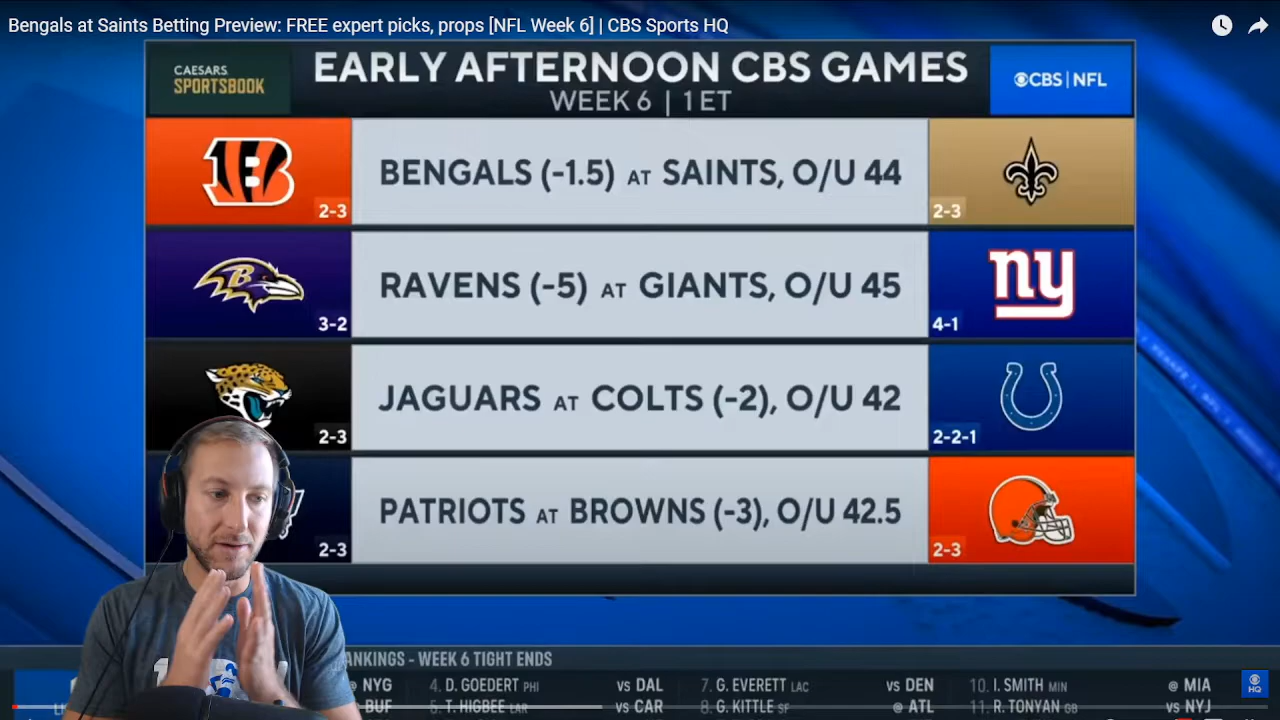 Bengals at Saints Betting Preview: FREE expert picks, props [NFL Week 6] | CBS Sports HQ
CAESARS
SPORTSBOOK
EARLY AFTERNOON CBS GAMES
WEEK 6 | 1 ET
CBS | NFL
B
2-3
BENGALS (-1.5) AT SAINTS, O/U 44
2-3
B
3-2
RAVENS (-5) AT GIANTS, O/U 45
ny
4-1
2-3
JAGUARS AT COLTS (-2), O/U 42
2-2-1
2-3
PATRIOTS AT BROWNS (-3), O/U 42.5
2-3
ANKINGS - WEEK 6 TIGHT ENDS
@ NYG 4. D. GOEDERT PHI vs DAL 7. G. EVERETT LAC vs DEN 10. I. SMITH MIN @ MIA
BUF 5. T. HIGBEE LAR vs CAR 8. G. KITTLE SF @ ATL 11. R. TONYAN GB vs NYJ
HQ